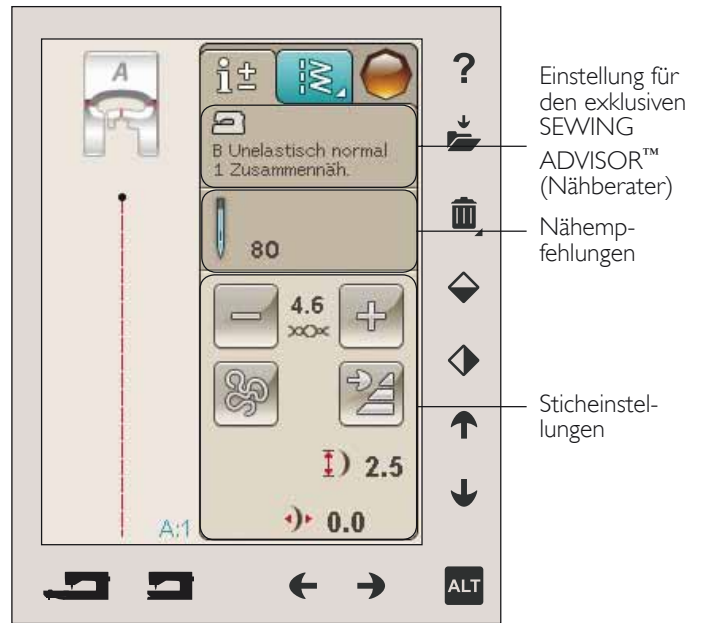 A
i±
B Unelastisch normal
1 Zusammennäh.
80
4.6
2.5
0.0
A:1
?
ALT
Einstellung für
den exklusiven
SEWING
ADVISOR™
(Nähberater)
Nähemp-
fehlungen
Sticheinstel-
lungen